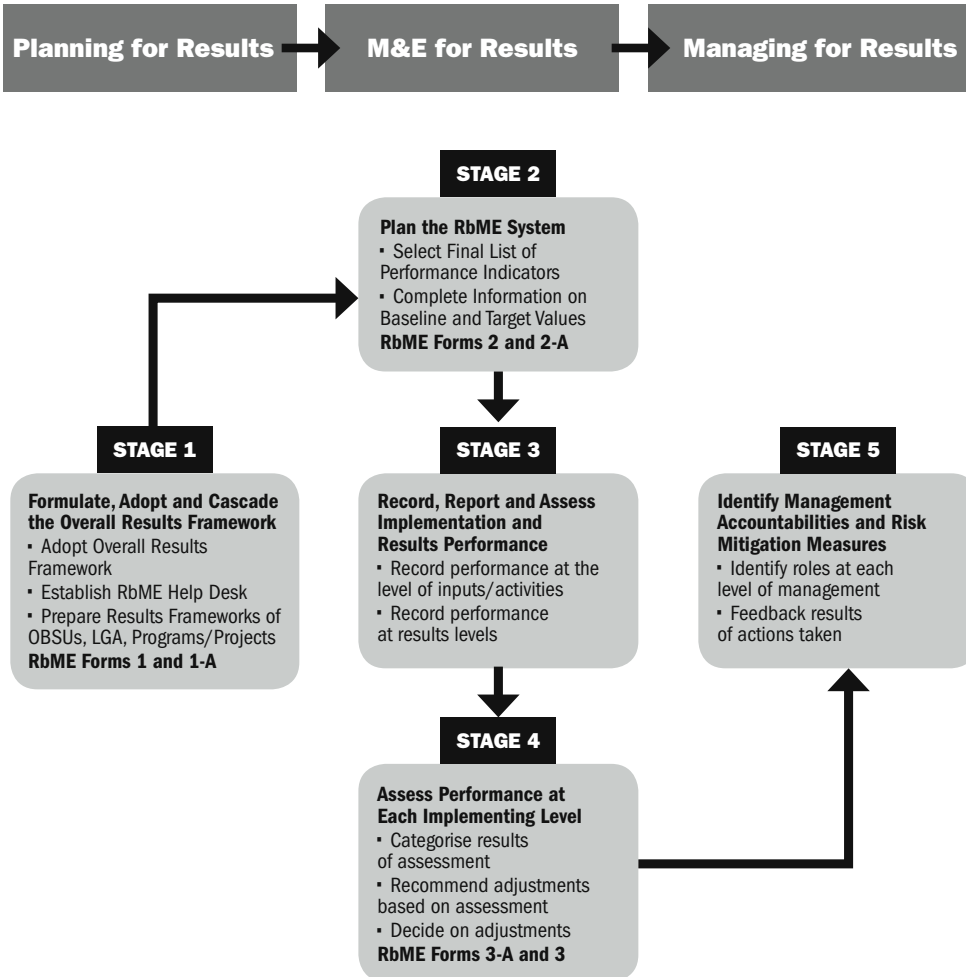 Planning for Results
M&E for Results
Managing for Results
STAGE 1
Formulate, Adopt and Cascade
the Overall Results Framework
▪ Adopt Overall Results
Framework
▪ Establish RbME Help Desk
▪ Prepare Results Frameworks of
OBSUs, LGA, Programs/Projects
RbME Forms 1 and 1-A
STAGE 2
Plan the RbME System
▪ Select Final List of
Performance Indicators
▪ Complete Information on
Baseline and Target Values
RbME Forms 2 and 2-A
STAGE 3
Record, Report and Assess
Implementation and
Results Performance
▪ Record performance at the
level of inputs/activities
▪ Record performance
at results levels
STAGE 4
Assess Performance at
Each Implementing Level
▪ Categorise results
of assessment
▪ Recommend adjustments
based on assessment
▪ Decide on adjustments
RbME Forms 3-A and 3
STAGE 5
Identify Management
Accountabilities and Risk
Mitigation Measures
▪ Identify roles at each
level of management
▪ Feedback results
of actions taken